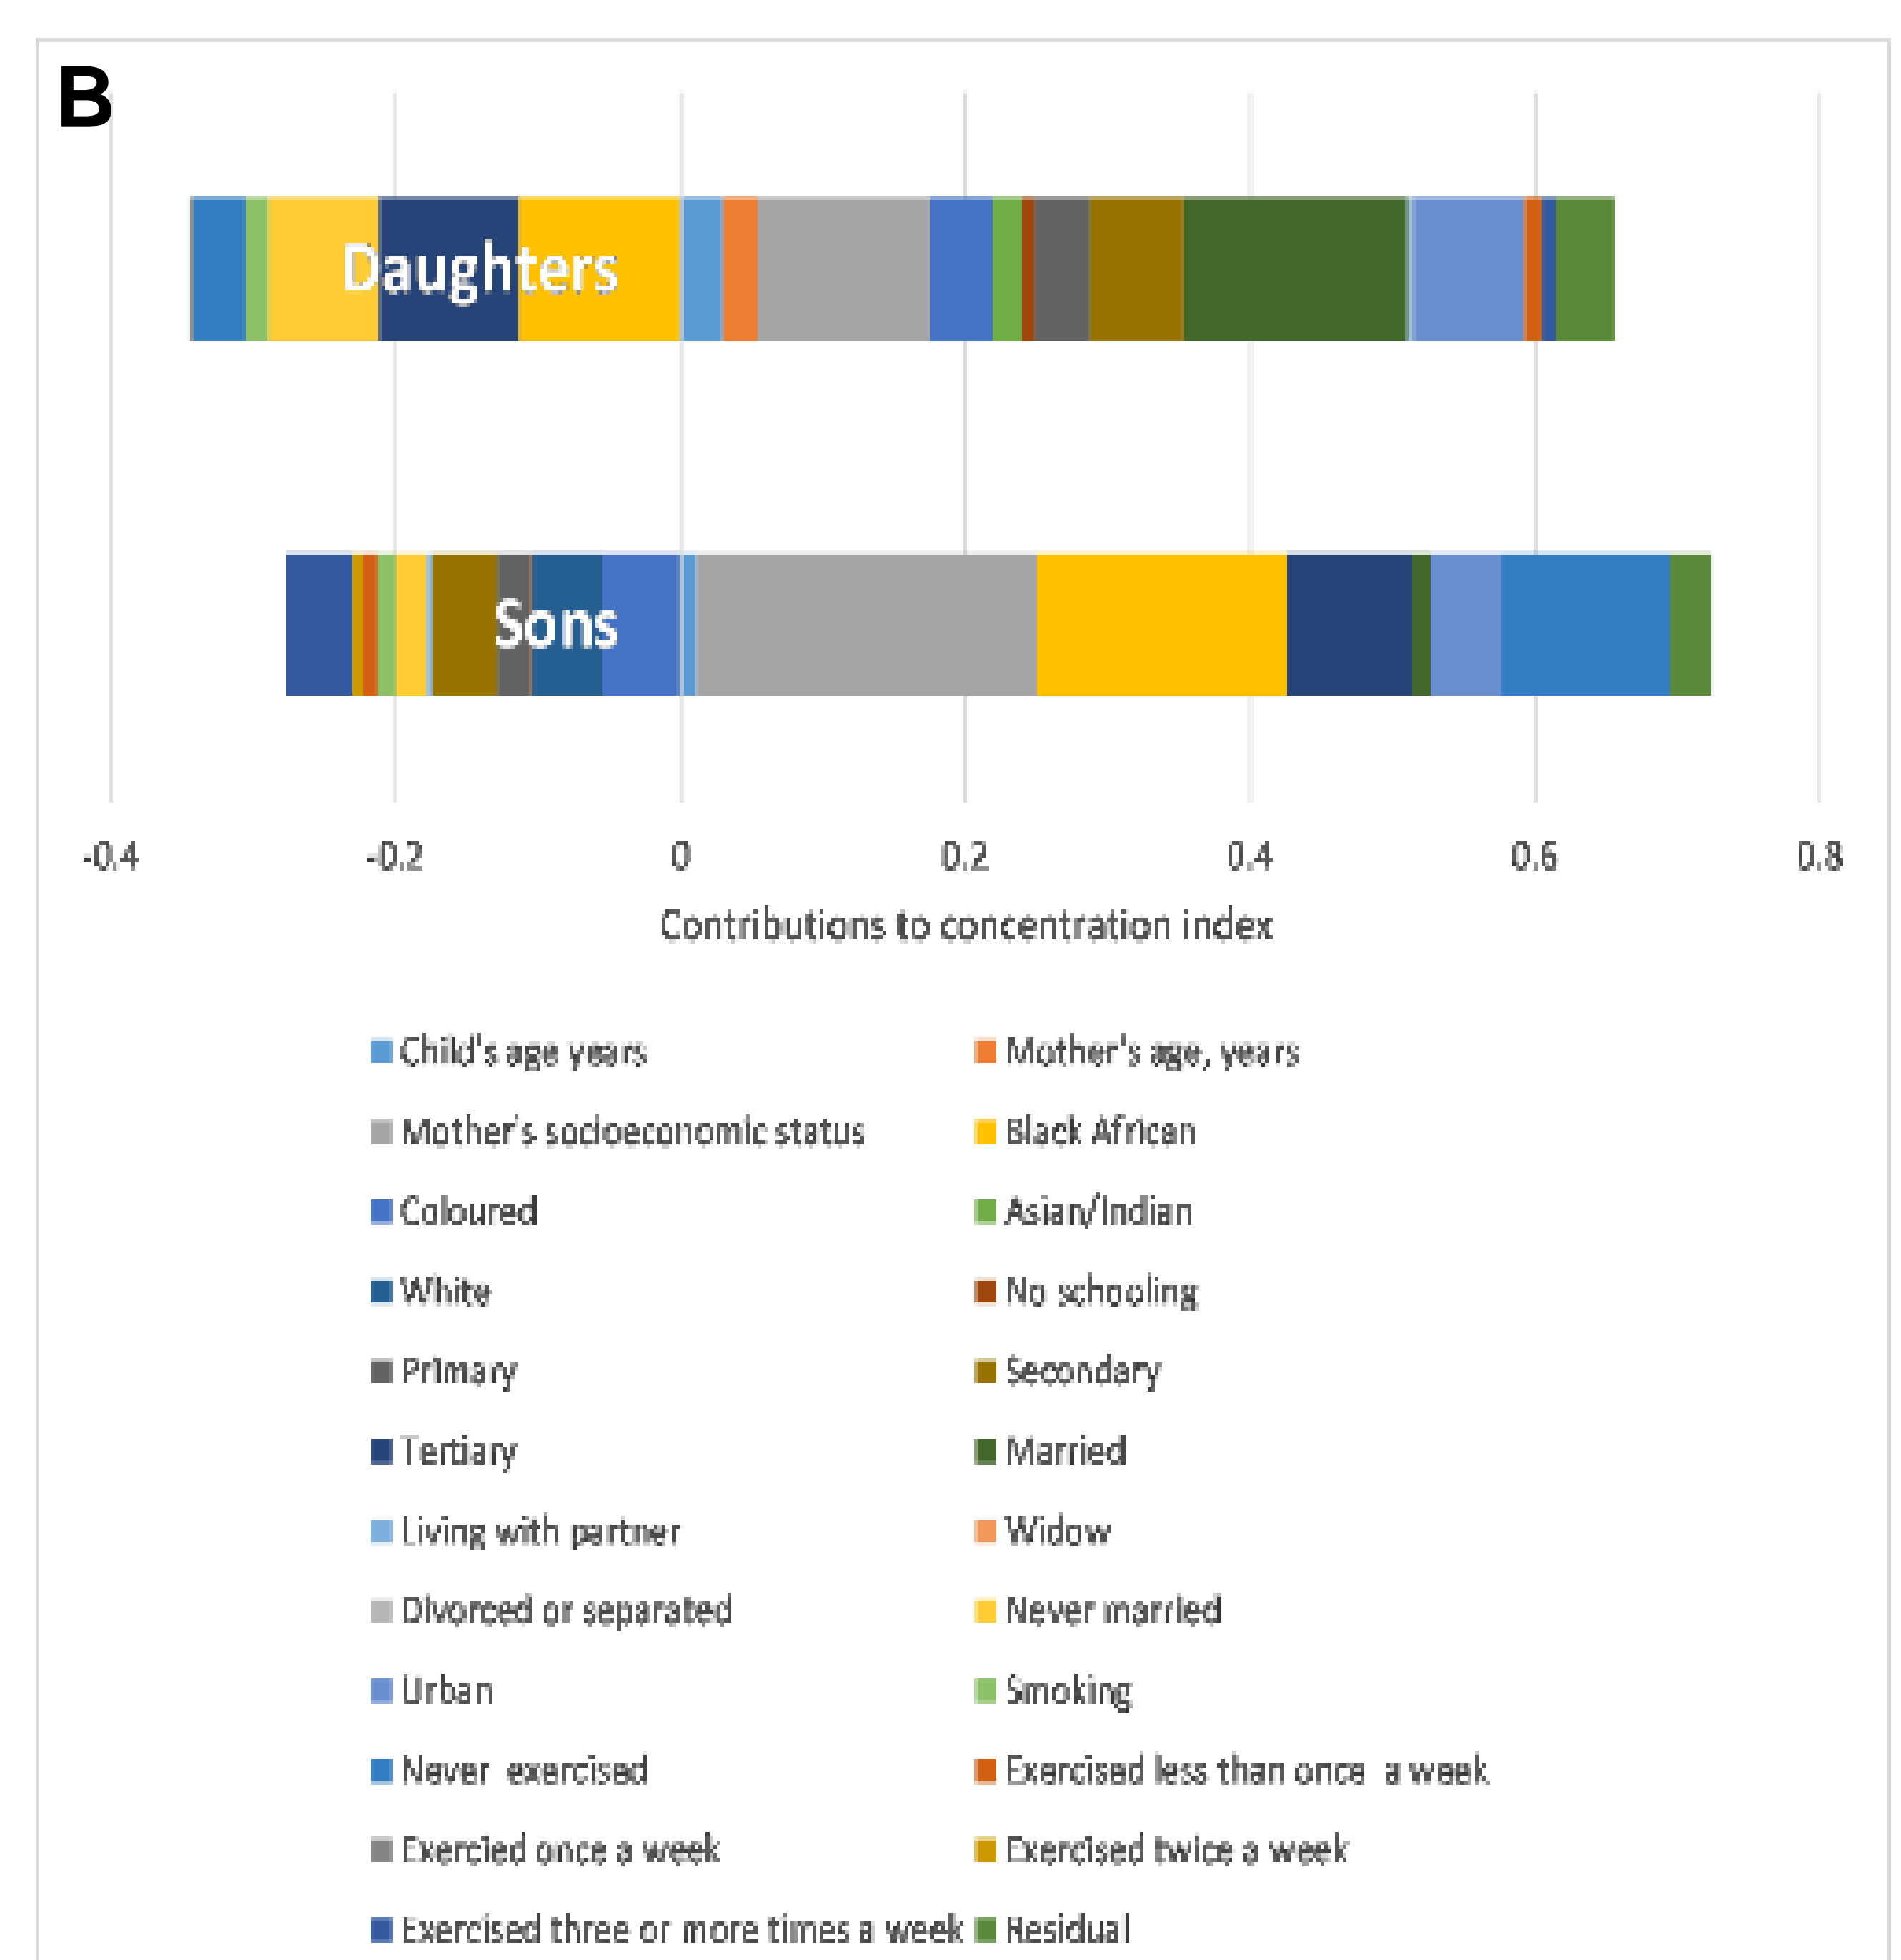 B
Daughters
Sons
-0.4 -0.2 0 0.2 0.4 0.6 0.8
Contributions to concentration index
Child's age years Mother's age, years
Mother's socioeconomic status Black African
Coloured Asian/Indian
White No schooling
Primary Secondary
Tertiary Married
Living with partner Widow
Divorced or separated Never married
Urban Smoking
Never exercised Exercised less than once a week
Exercied once a week Exercised twice a week
Exercised three or more times a week Residual